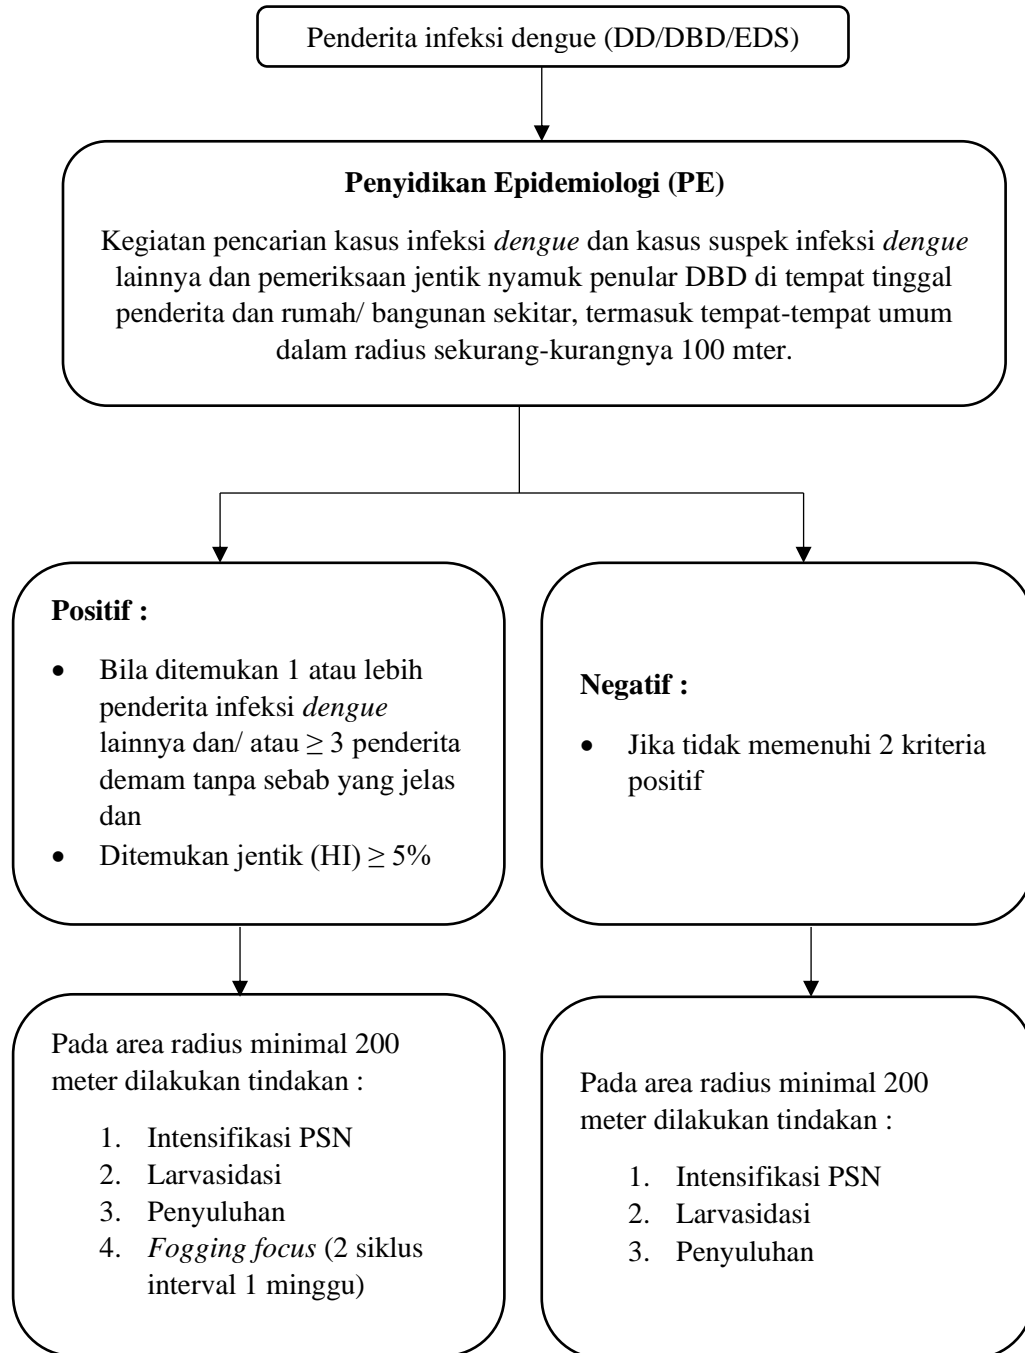 Penderita infeksi dengue (DD/DBD/EDS)
Penyidikan Epidemiologi (PE)
Kegiatan pencarian kasus infeksi dengue dan kasus suspek infeksi dengue
lainnya dan pemeriksaan jentik nyamuk penular DBD di tempat tinggal
penderita dan rumah/ bangunan sekitar, termasuk tempat-tempat umum
dalam radius sekurang-kurangnya 100 mter.
Positif :
• Bila ditemukan 1 atau lebih
penderita infeksi dengue
lainnya dan/ atau ≥ 3 penderita
demam tanpa sebab yang jelas
dan
• Ditemukan jentik (HI) ≥ 5%
Negatif :
• Jika tidak memenuhi 2 kriteria
positif
Pada area radius minimal 200
meter dilakukan tindakan :
1. Intensifikasi PSN
2. Larvasidasi
3. Penyuluhan
4. Fogging focus (2 siklus
interval 1 minggu)
Pada area radius minimal 200
meter dilakukan tindakan :
1. Intensifikasi PSN
2. Larvasidasi
3. Penyuluhan